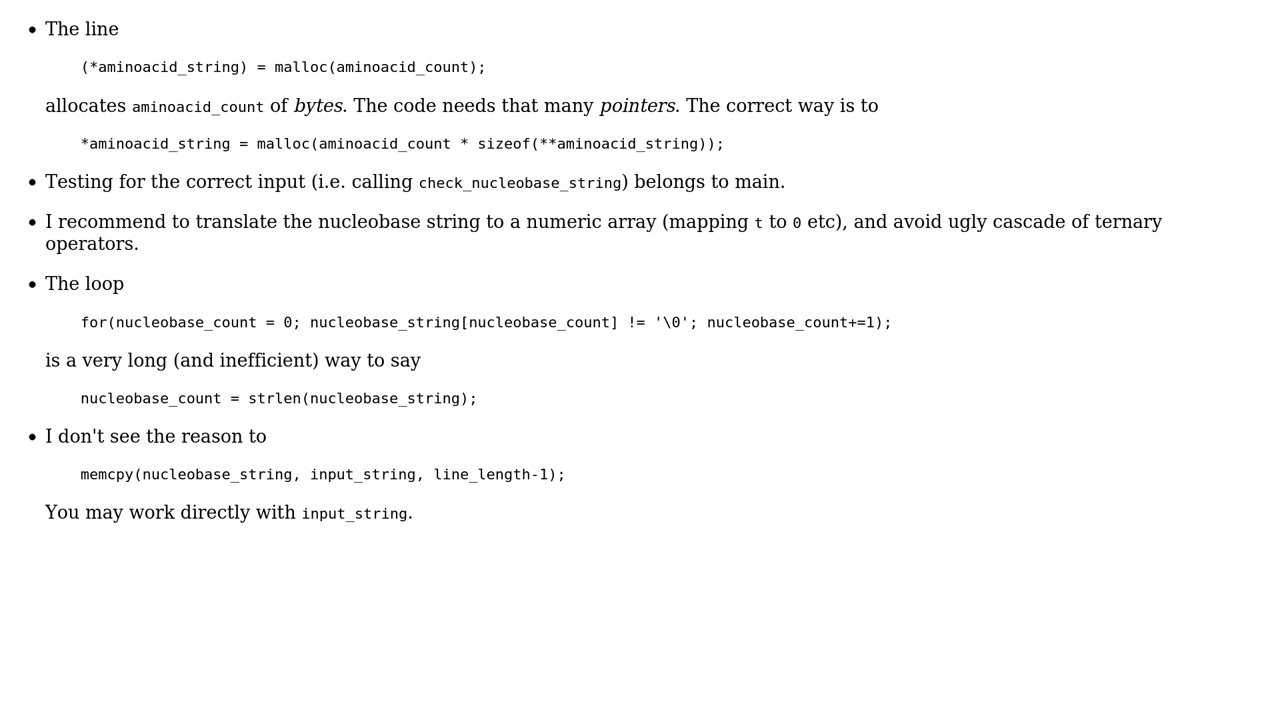 • The line
(*aminoacid_string) = malloc(aminoacid_count);
allocates aminoacid_count of bytes. The code needs that many pointers. The correct way is to
*aminoacid_string = malloc(aminoacid_count * sizeof(**aminoacid_string));
• Testing for the correct input (i.e. calling check_nucleobase_string) belongs to main.
• I recommend to translate the nucleobase string to a numeric array (mapping t to 0 etc), and avoid ugly cascade of ternary
operators.
• The loop
for(nucleobase_count = 0; nucleobase_string[nucleobase_count] != '\0'; nucleobase_count+=1);
is a very long (and inefficient) way to say
nucleobase_count = strlen(nucleobase_string);
• I don't see the reason to
memcpy(nucleobase_string, input_string, line_length-1);
You may work directly with input_string.